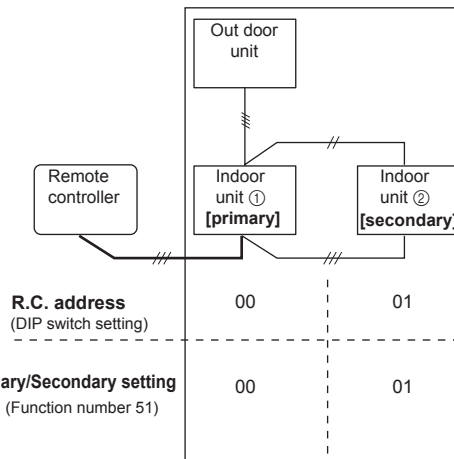 Out door
unit
Remote
controller
Indoor
unit ①
[primary]
Indoor
unit ②
[secondary]
R.C. address
(DIP switch setting)
00
01
ary/Secondary setting
(Function number 51)
00
01